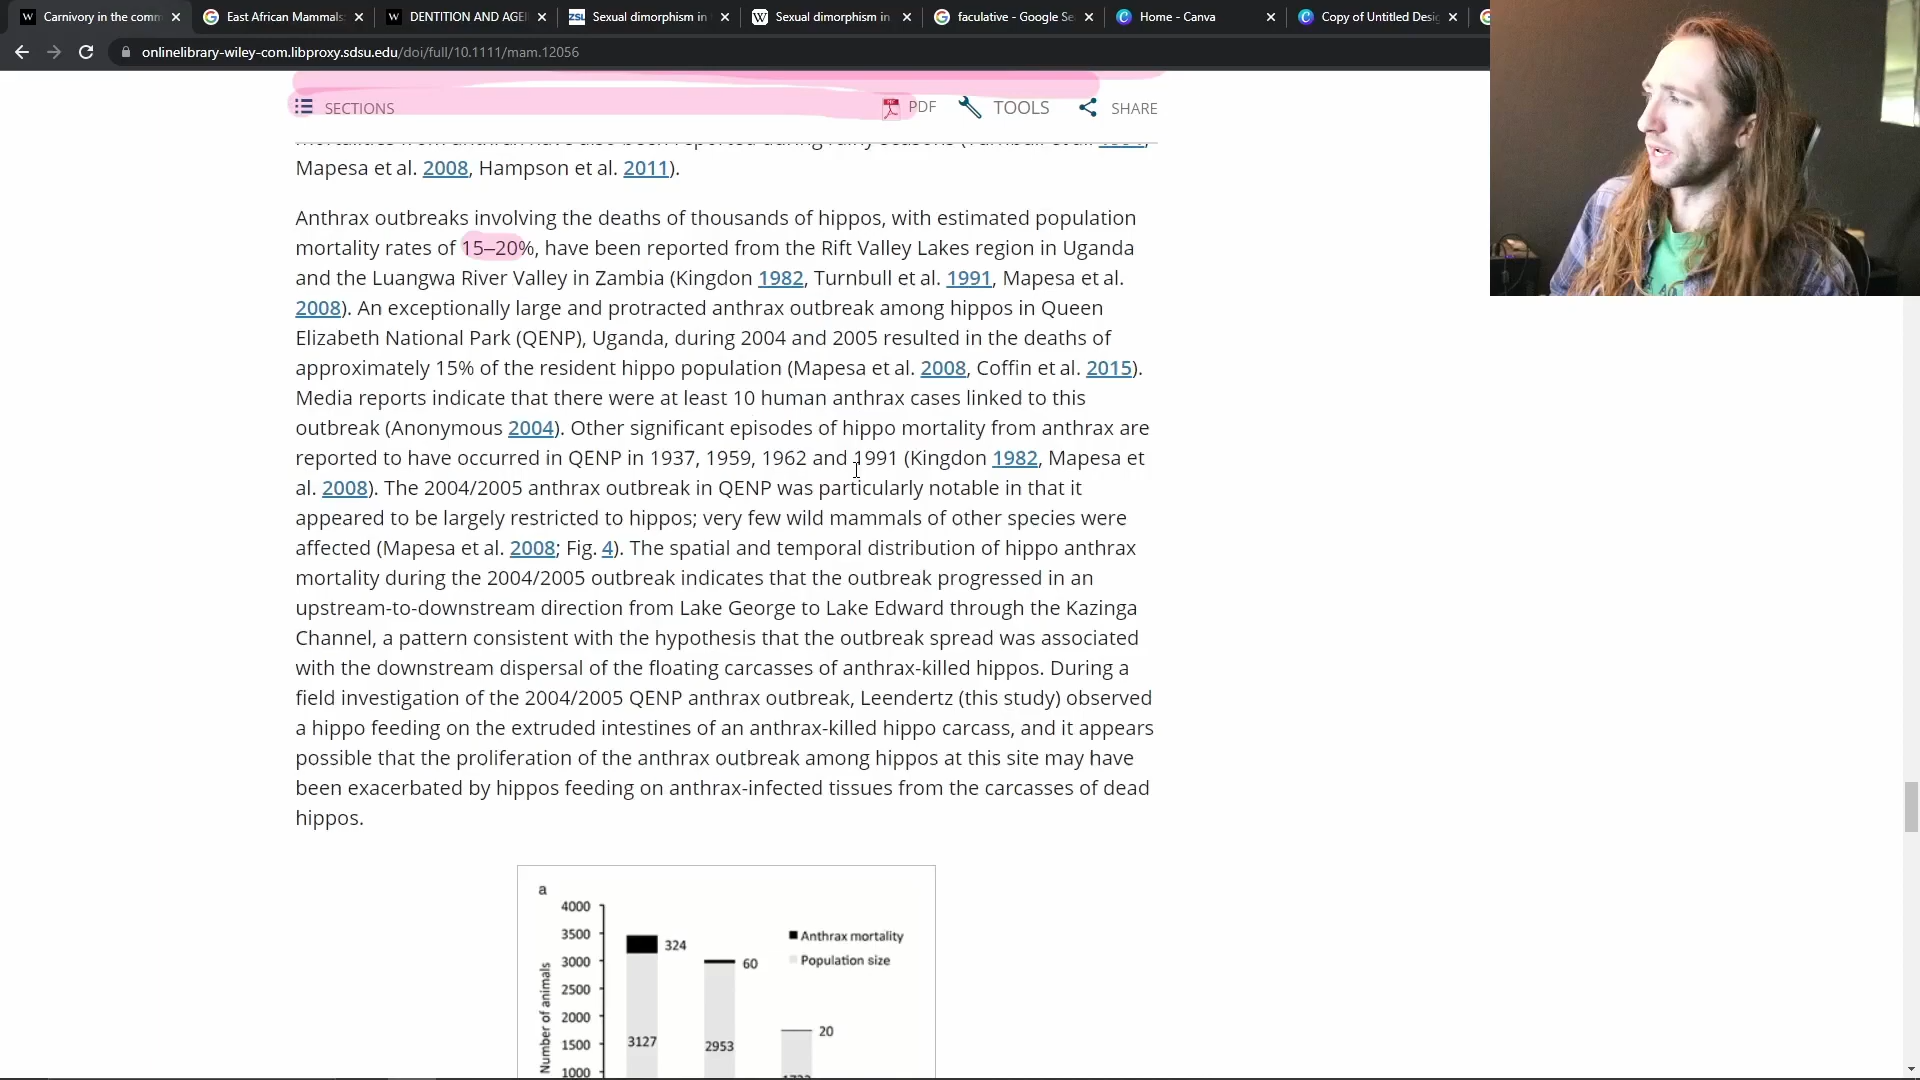 Carnivory in the comm
East African Mammals:
DENTITION AND AGEI
Sexual dimorphism in
Sexual dimorphism in
faculative - Google Se
Home - Canva
Copy of Untitled Desig
onlinelibrary-wiley-com.libproxy.sdsu.edu/doi/full/10.1111/mam.12056
SECTIONS
PDF
TOOLS
SHARE
Mapesa et al. 2008, Hampson et al. 2011).
Anthrax outbreaks involving the deaths of thousands of hippos, with estimated population
mortality rates of 15–20%, have been reported from the Rift Valley Lakes region in Uganda
and the Luangwa River Valley in Zambia (Kingdon 1982, Turnbull et al. 1991, Mapesa et al.
2008). An exceptionally large and protracted anthrax outbreak among hippos in Queen
Elizabeth National Park (QENP), Uganda, during 2004 and 2005 resulted in the deaths of
approximately 15% of the resident hippo population (Mapesa et al. 2008, Coffin et al. 2015).
Media reports indicate that there were at least 10 human anthrax cases linked to this
outbreak (Anonymous 2004). Other significant episodes of hippo mortality from anthrax are
reported to have occurred in QENP in 1937, 1959, 1962 and 1991 (Kingdon 1982, Mapesa et
al. 2008). The 2004/2005 anthrax outbreak in QENP was particularly notable in that it
appeared to be largely restricted to hippos; very few wild mammals of other species were
affected (Mapesa et al. 2008; Fig. 4). The spatial and temporal distribution of hippo anthrax
mortality during the 2004/2005 outbreak indicates that the outbreak progressed in an
upstream-to-downstream direction from Lake George to Lake Edward through the Kazinga
Channel, a pattern consistent with the hypothesis that the outbreak spread was associated
with the downstream dispersal of the floating carcasses of anthrax-killed hippos. During a
field investigation of the 2004/2005 QENP anthrax outbreak, Leendertz (this study) observed
a hippo feeding on the extruded intestines of an anthrax-killed hippo carcass, and it appears
possible that the proliferation of the anthrax outbreak among hippos at this site may have
been exacerbated by hippos feeding on anthrax-infected tissues from the carcasses of dead
hippos.
a
4000
3500
3000
2500
2000
1500
1000
Number of animals
324
3127
60
2953
20
Anthrax mortality
Population size